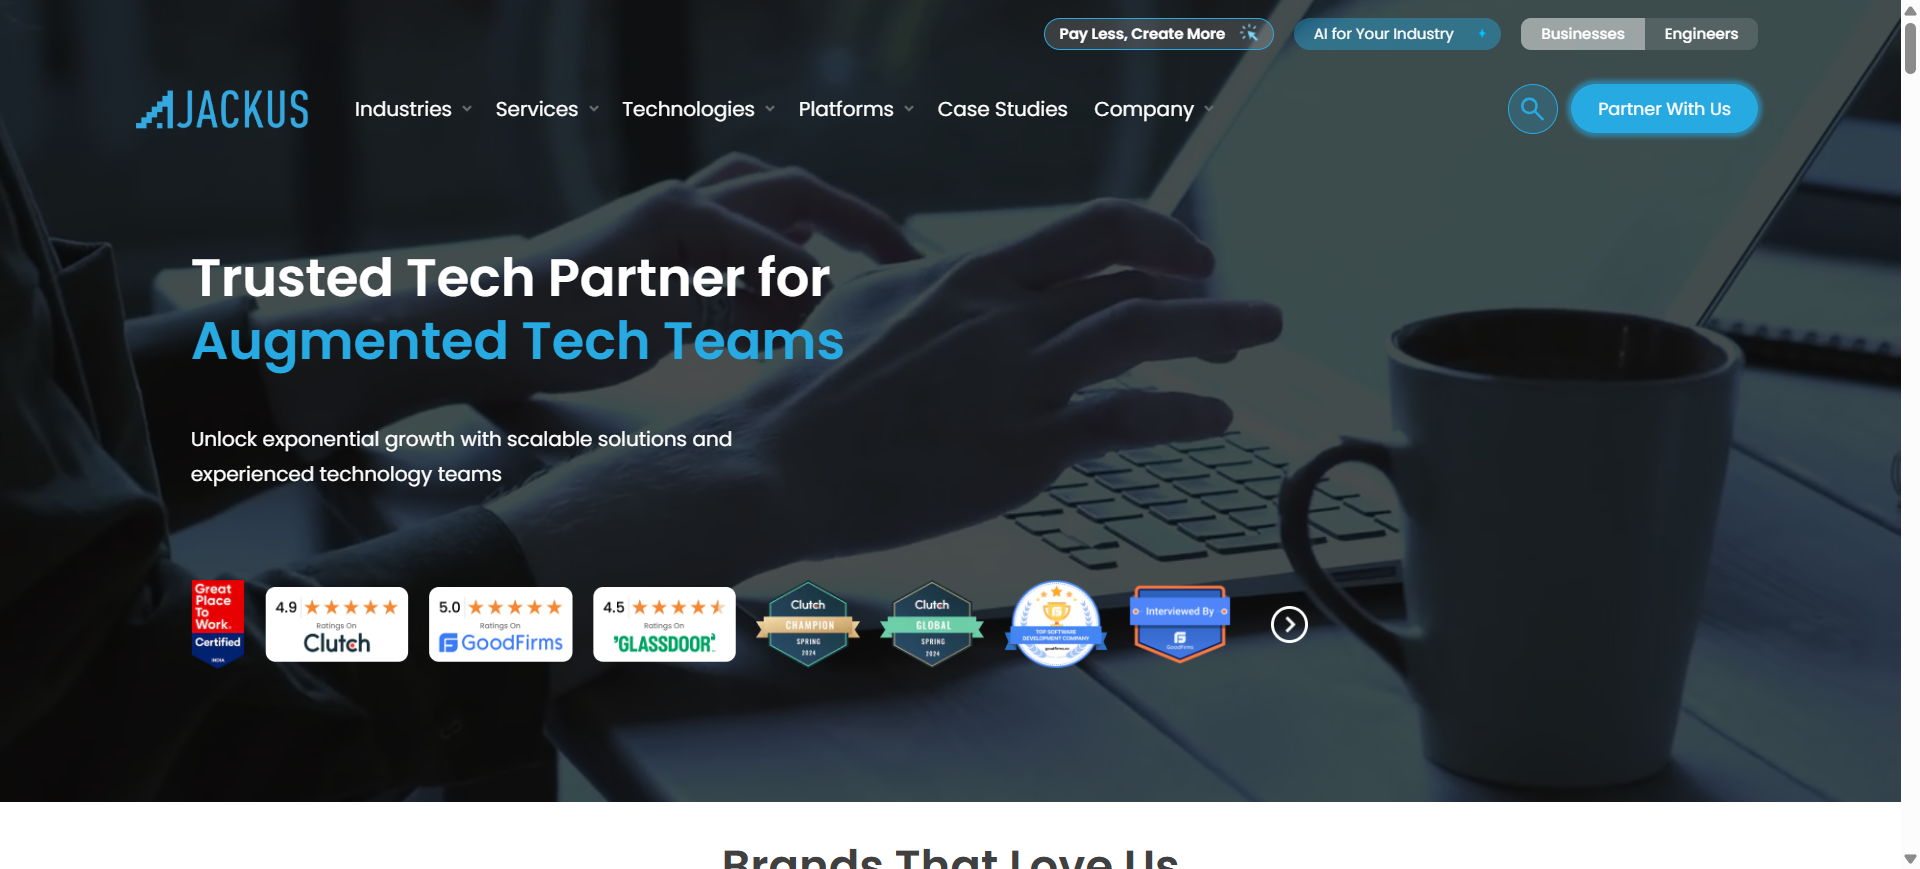 Pay Less, Create More
AI for Your Industry
Businesses
Engineers
AJACKUS
Industries
Services
Technologies
Platforms
Case Studies
Company
Partner With Us
Trusted Tech Partner for
Augmented Tech Teams
Unlock exponential growth with scalable solutions and
experienced technology teams
Great
Place
To
Work.
Certified
INDIA
4.9
Ratings On
Clutch
5.0
Ratings On
GoodFirms
4.5
Ratings On
GLASSDOOR
Clutch
CHAMPION
SPRING
2024
Clutch
GLOBAL
SPRING
2024
TOP SOFTWARE
DEVELOPMENT COMPANY
goodfirms.co
Interviewed By
GoodFirms
Brands That Love Us